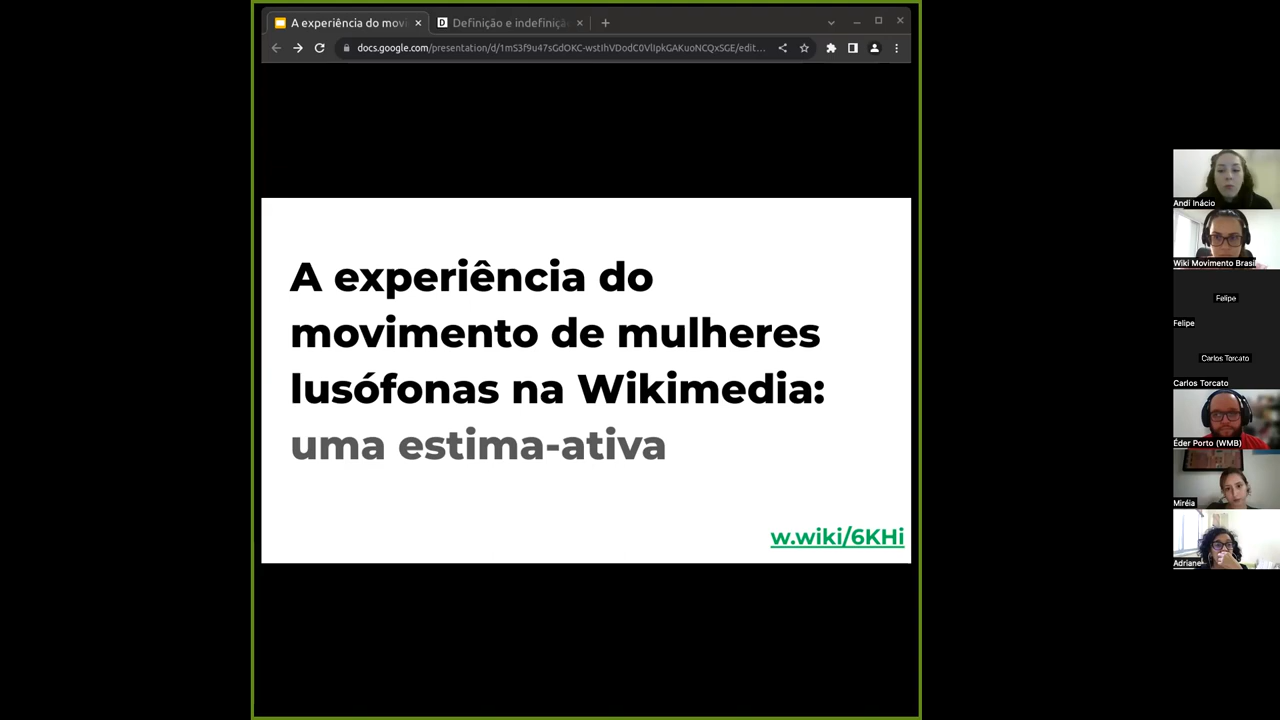 A experiência do movi
Definição e indefiniçã
docs.google.com/presentation/d/1mS3f9u47sGdOKC-wstIhVDodC0VlIpkGAKuoNCQxSGE/edit...
A experiência do
movimento de mulheres
lusófonas na Wikimedia:
uma estima-ativa
w.wiki/6KHi
Andi Inácio
Wiki Movimento Brasil
Felipe
Felipe
Carlos Torcato
Carlos Torcato
Éder Porto (WMB)
Miréia
Adriane